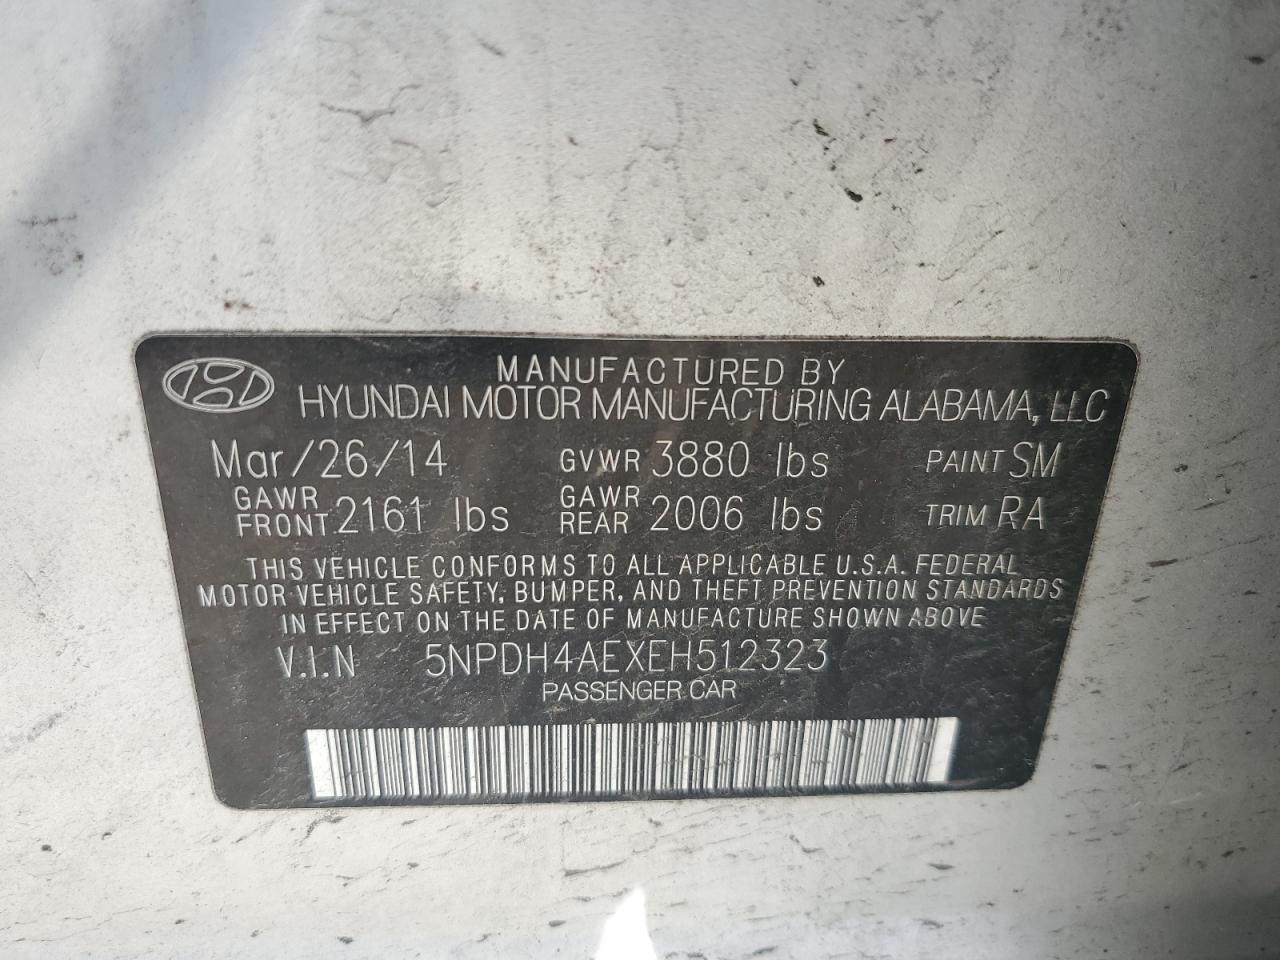 MANUFACTURED BY
HYUNDAI MOTOR MANUFACTURING ALABAMA, LLC
Mar/26/14 GVWR 3880 lbs PAINT SM
GAWR FRONT 2161 lbs GAWR REAR 2006 lbs TRIM RA
THIS VEHICLE CONFORMS TO ALL APPLICABLE U.S.A. FEDERAL
MOTOR VEHICLE SAFETY, BUMPER, AND THEFT PREVENTION STANDARDS
IN EFFECT ON THE DATE OF MANUFACTURE SHOWN ABOVE
V.I.N 5NPDH4AEXEH512323
PASSENGER CAR